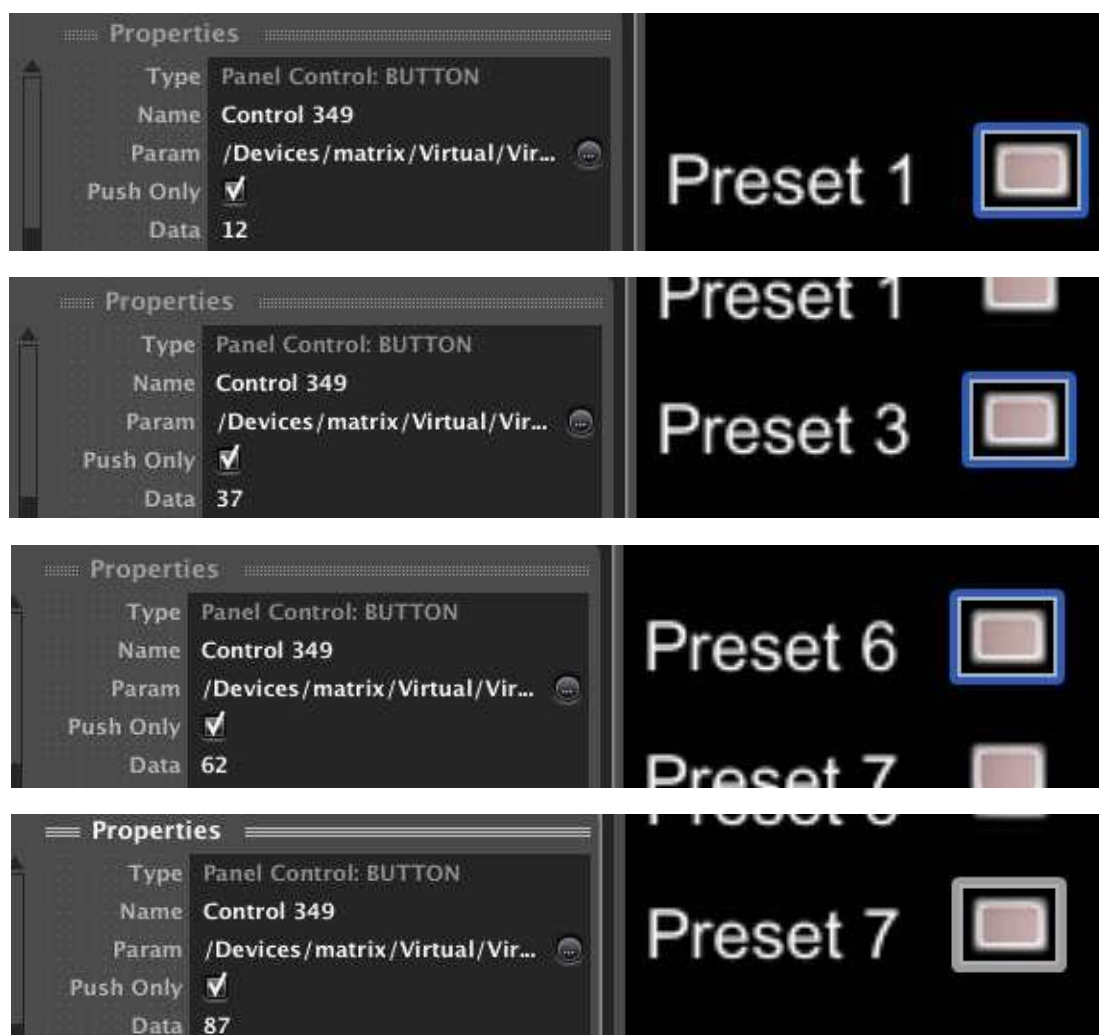 Properties
Type Panel Control: BUTTON
Name Control 349
Param /Devices/matrix/Virtual/Vir...
Push Only
Data 12
Preset 1
Properties
Type Panel Control: BUTTON
Name Control 349
Param /Devices/matrix/Virtual/Vir...
Push Only
Data 37
Preset 1
Preset 3
Properties
Type Panel Control: BUTTON
Name Control 349
Param /Devices/matrix/Virtual/Vir...
Push Only
Data 62
Preset 6
Preset 7
Properties
Type Panel Control: BUTTON
Name Control 349
Param /Devices/matrix/Virtual/Vir...
Push Only
Data 87
Preset 7